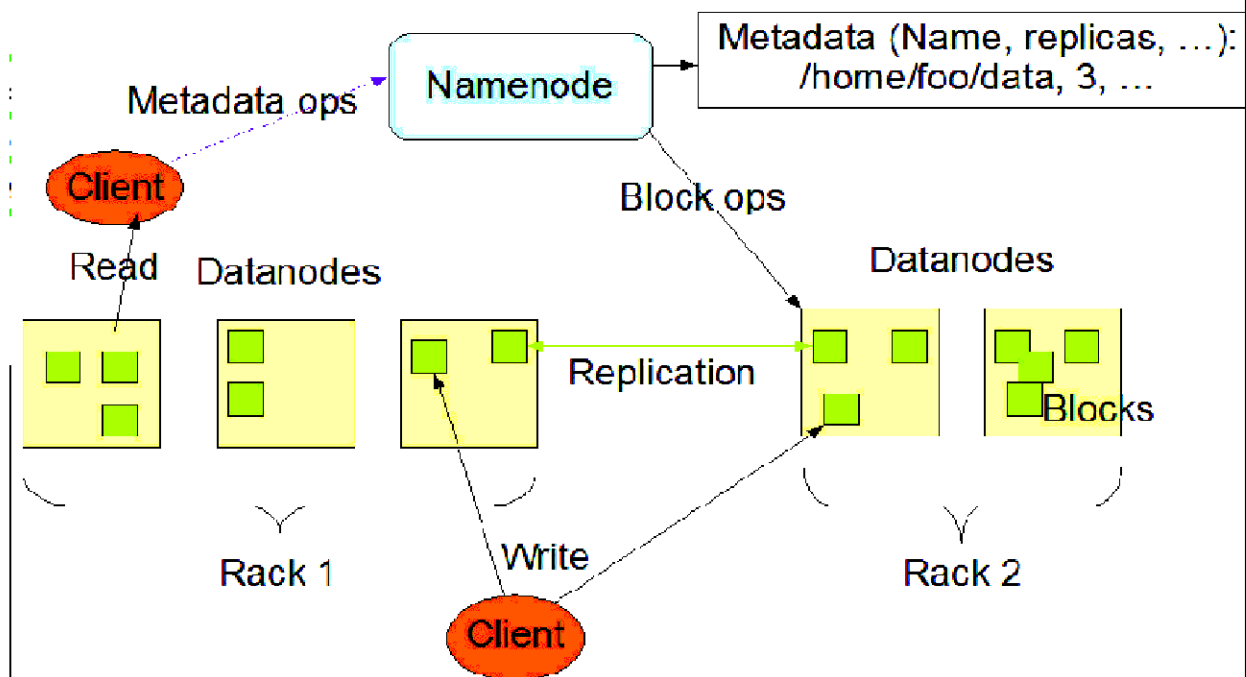 Metadata (Name, replicas, …):
/home/foo/data, 3, …
Namenode
Metadata ops
Client
Block ops
Read
Datanodes
Datanodes
Replication
Blocks
Rack 1
Write
Rack 2
Client